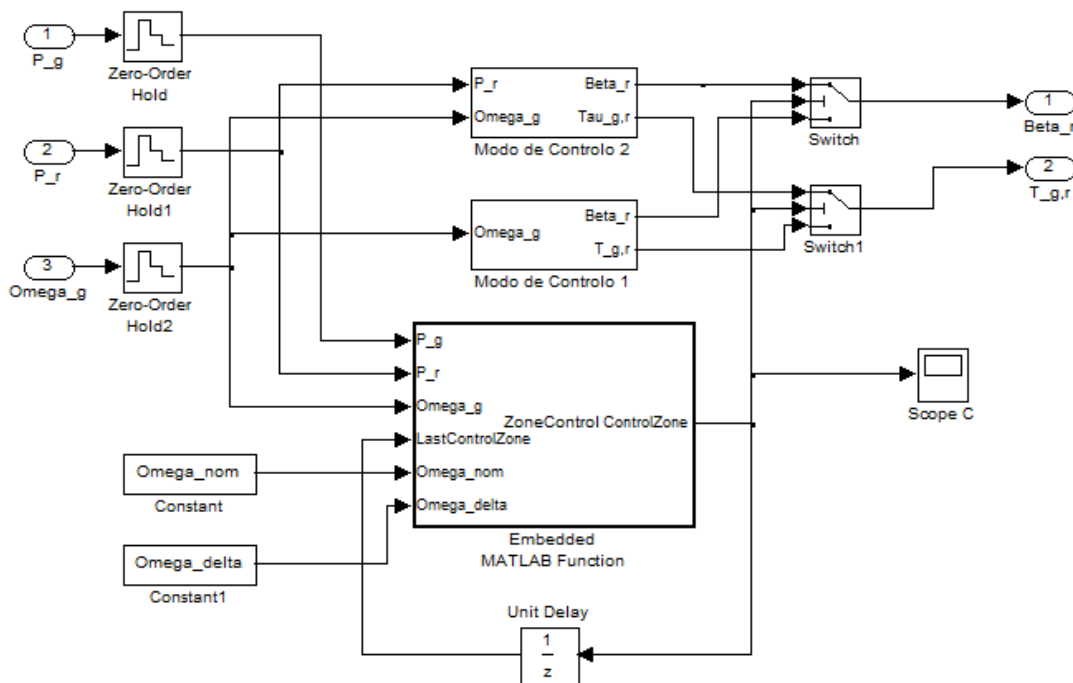 1
P_g
Zero-Order
Hold
2
P_r
Zero-Order
Hold1
3
Omega_g
Zero-Order
Hold2
P_r
Omega_g
Beta_r
Tau_g,r
Modo de Controlo 2
Omega_g
Beta_r
T_g,r
Modo de Controlo 1
Switch
Switch1
1
Beta_r
2
T_g,r
P_g
P_r
Omega_g
LastControlZone
Omega_nom
Omega_delta
ZoneControl ControlZone
Embedded
MATLAB Function
Scope C
Omega_nom
Constant
Omega_delta
Constant1
Unit Delay
1
z